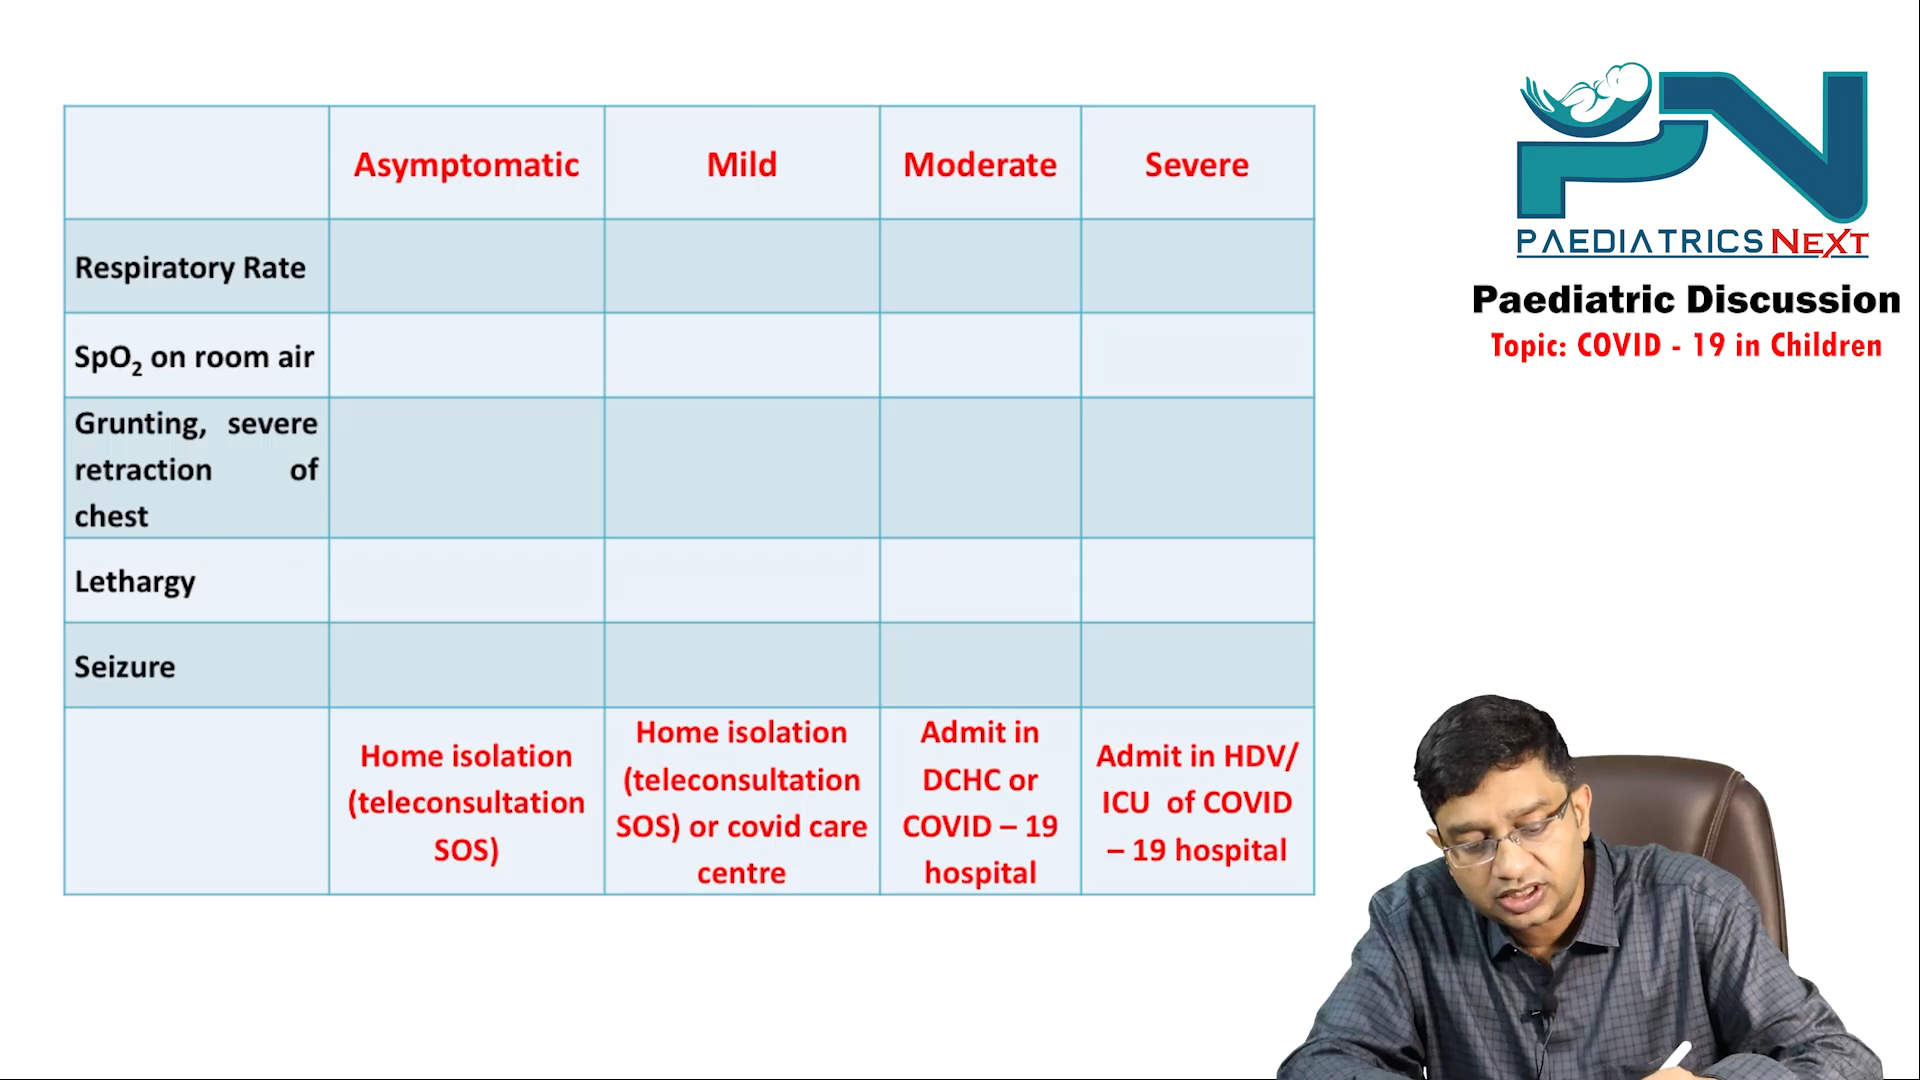 Asymptomatic Mild Moderate Severe
Respiratory Rate
SpO₂ on room air
Grunting, severe
retraction of
chest
Lethargy
Seizure
Home isolation
(teleconsultation
SOS)
Home isolation
(teleconsultation
SOS) or covid care
centre
Admit in
DCHC or
COVID – 19
hospital
Admit in HDV/
ICU of COVID
– 19 hospital
PN
PAEDIATRICS NEXT
Paediatric Discussion
Topic: COVID - 19 in Children